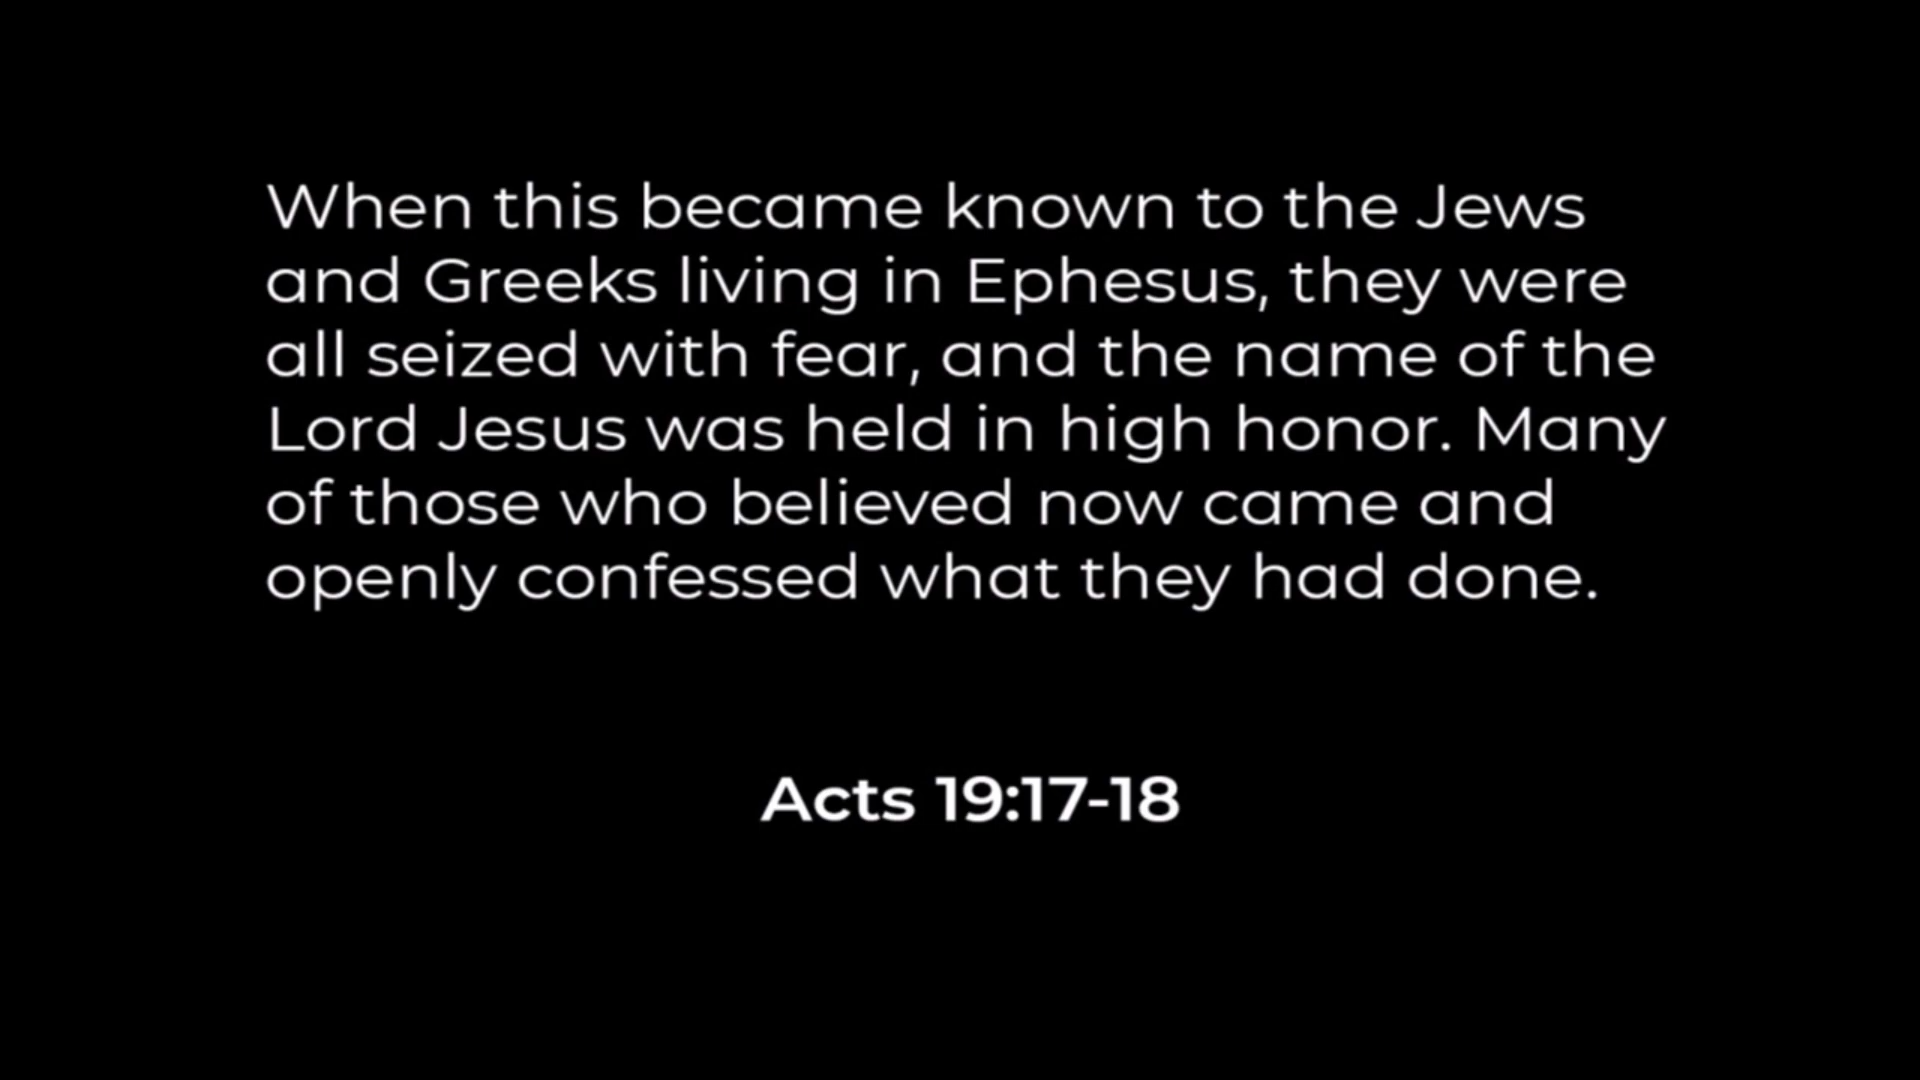 When this became known to the Jews
and Greeks living in Ephesus, they were
all seized with fear, and the name of the
Lord Jesus was held in high honor. Many
of those who believed now came and
openly confessed what they had done.
Acts 19:17-18